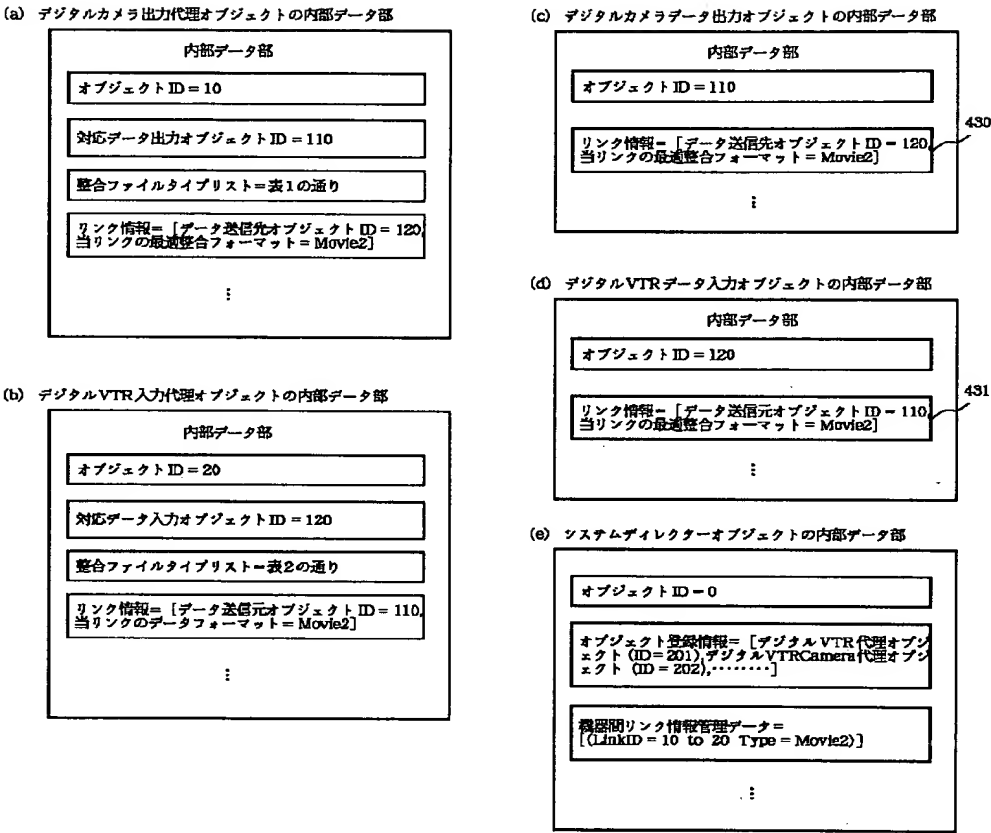 (a) デジタルカメラ出力代理オブジェクトの内部データ部
内部データ部
オブジェクトID=10
対応データ出力オブジェクトID=110
整合ファイルタイプリスト=表1の通り
リンク情報=［データ送信先オブジェクトID=120,
当リンクの最適整合フォーマット=Movie2］
⋮
(b) デジタルVTR入力代理オブジェクトの内部データ部
内部データ部
オブジェクトID=20
対応データ入力オブジェクトID=120
整合ファイルタイプリスト=表2の通り
リンク情報=［データ送信元オブジェクトID=110,
当リンクのデータフォーマット=Movie2］
⋮
(c) デジタルカメラデータ出力オブジェクトの内部データ部
内部データ部
オブジェクトID=110
リンク情報=［データ送信先オブジェクトID=120,
当リンクの最適整合フォーマット=Movie2］
430
⋮
(d) デジタルVTRデータ入力オブジェクトの内部データ部
内部データ部
オブジェクトID=120
リンク情報=［データ送信元オブジェクトID=110,
当リンクの最適整合フォーマット=Movie2］
431
⋮
(e) システムディレクターオブジェクトの内部データ部
オブジェクトID=0
オブジェクト登録情報=［デジタルVTR代理オブジ
ェクト(ID=201),デジタルVTRCamera代理オブジ
ェクト(ID=202),‥‥‥‥］
機器間リンク情報管理データ=
[(LinkID=10 to 20 Type=Movie2)]
⋮